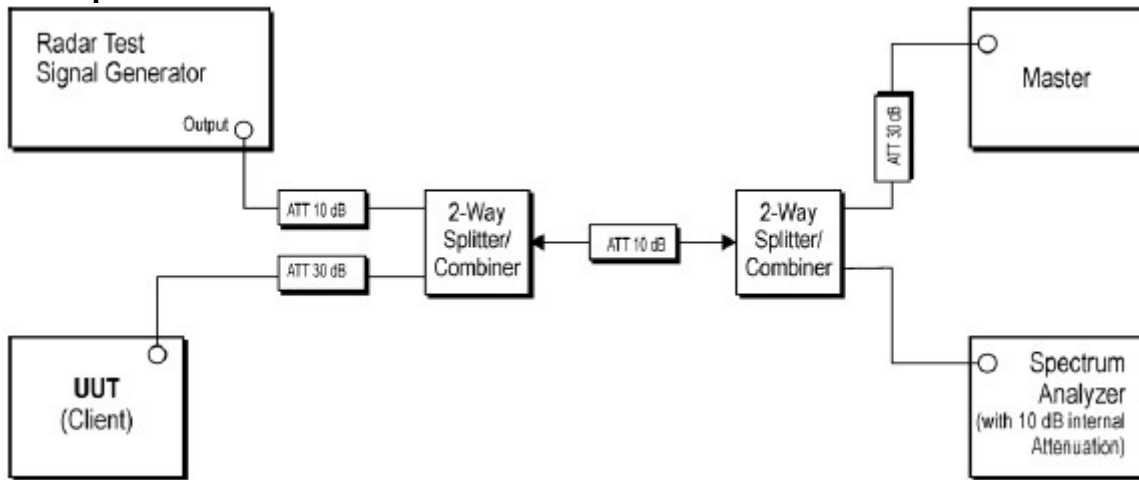 Radar Test
Signal Generator
Output
ATT 10 dB
ATT 30 dB
UUT
(Client)
2-Way
Splitter/
Combiner
ATT 10 dB
2-Way
Splitter/
Combiner
ATT 30 dB
Master
Spectrum
Analyzer
(with 10 dB internal
Attenuation)